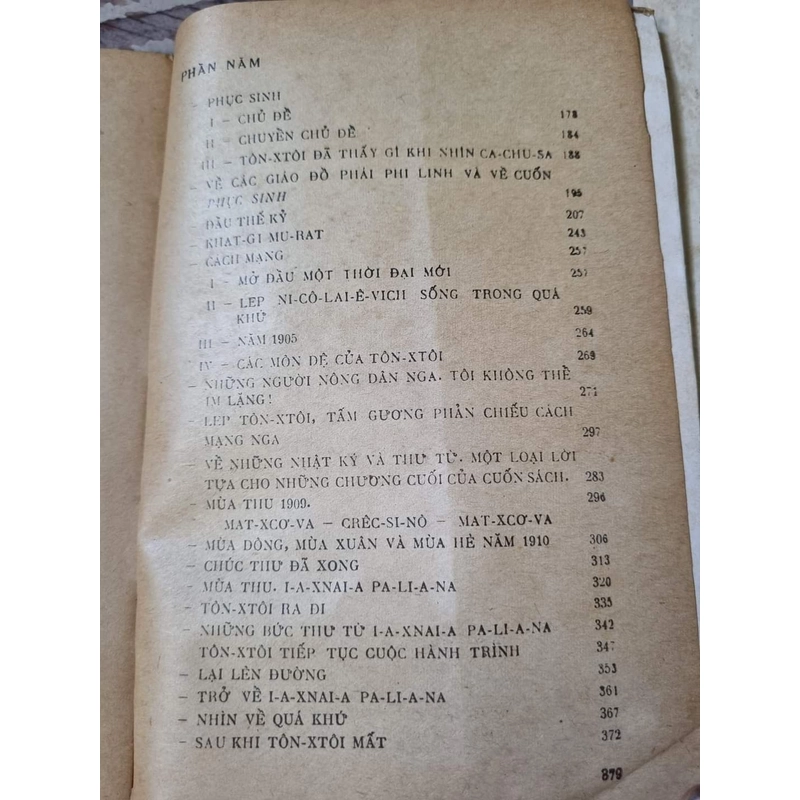 PHẦN NĂM
– PHỤC SINH
I – CHỦ ĐỀ 178
II – CHUYỂN CHỦ ĐỀ 184
III – TÔN-XTÔI ĐÃ THẤY GÌ KHI NHÌN CA-CHU-SA 188
– VỀ CÁC GIÁO ĐỒ PHÁI PHI LINH VÀ VỀ CUỐN
PHỤC SINH 195
– ĐẦU THẾ KỶ 207
– KHAT-GI MU-RAT 243
– CÁCH MẠNG 257
I – MỞ ĐẦU MỘT THỜI ĐẠI MỚI 257
II – LEP NI-CÔ-LAI-Ê-VICH SỐNG TRONG QUÁ
KHỨ 259
III – NĂM 1905 264
IV – CÁC MÔN ĐỆ CỦA TÔN-XTÔI 269
– NHỮNG NGƯỜI NÔNG DÂN NGA. TÔI KHÔNG THỂ
IM LẶNG! 271
– LEP TÔN-XTÔI, TẤM GƯƠNG PHẢN CHIẾU CÁCH
MẠNG NGA 297
– VỀ NHỮNG NHẬT KÝ VÀ THƯ TỪ. MỘT LOẠI LỜI
TỰA CHO NHỮNG CHƯƠNG CUỐI CỦA CUỐN SÁCH. 283
– MÙA THU 1909. 296
MAT-XCƠ-VA – CRÊC-SI-NÔ – MAT-XCƠ-VA
– MÙA ĐÔNG, MÙA XUÂN VÀ MÙA HÈ NĂM 1910 306
– CHÚC THƯ ĐÃ XONG 313
– MÙA THU. I-A-XNAI-A PA-LI-A-NA 320
– TÔN-XTÔI RA ĐI 335
– NHỮNG BỨC THƯ TỪ I-A-XNAI-A PA-LI-A-NA 342
TÔN-XTÔI TIẾP TỤC CUỘC HÀNH TRÌNH 347
– LẠI LÊN ĐƯỜNG 353
– TRỞ VỀ I-A-XNAI-A PA-LI-A-NA 361
– NHÌN VỀ QUÁ KHỨ 367
– SAU KHI TÔN-XTÔI MẤT 372
379